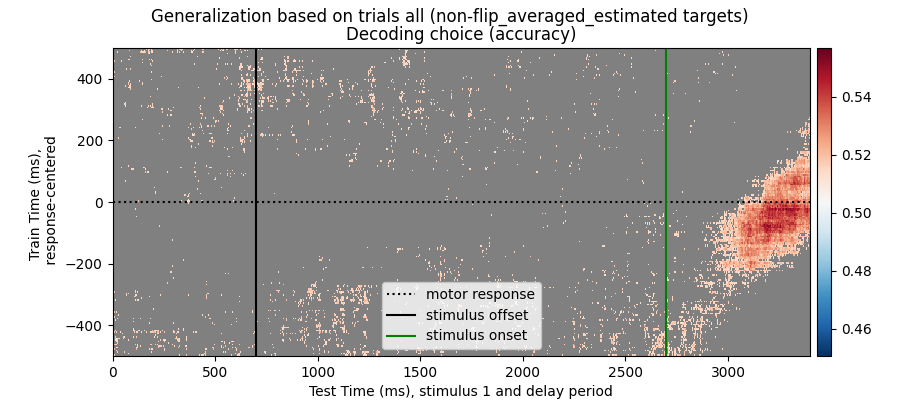 Generalization based on trials all (non-flip_averaged_estimated targets)
Decoding choice (accuracy)
Train Time (ms),
response-centered
400
200
0
−200
−400
0
500
1000
1500
2000
2500
3000
Test Time (ms), stimulus 1 and delay period
motor response
stimulus offset
stimulus onset
0.54
0.52
0.50
0.48
0.46